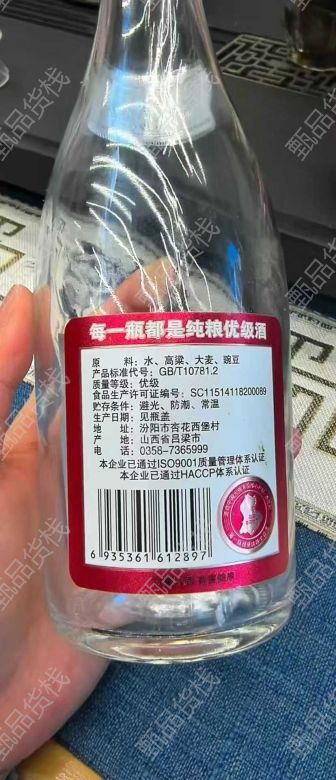 每一瓶都是纯粮优级酒
原 料：水、高粱、大麦、豌豆
产品标准代号：GB/T10781.2
质量等级：优级
食品生产许可证编号：SC11514118200089
贮存条件：避光、防潮、常温
生产日期：见瓶盖
地 址：汾阳市杏花西堡村
产 地：山西省吕梁市
电 话：0358-7365999
本企业已通过ISO9001质量管理体系认证
本企业已通过HACCP体系认证
6 935361 612897
甄品货栈
甄品货栈
甄品货栈
甄品货栈
甄品货栈
甄品货栈